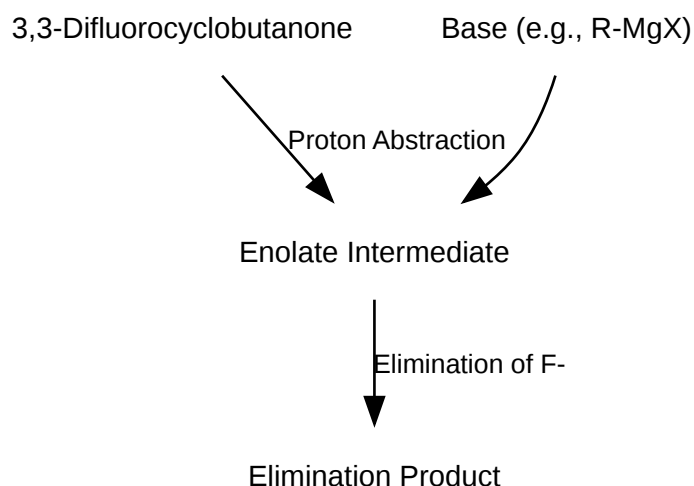 3,3-Difluorocyclobutanone
Base (e.g., R-MgX)
Proton Abstraction
Enolate Intermediate
Elimination of F-
Elimination Product